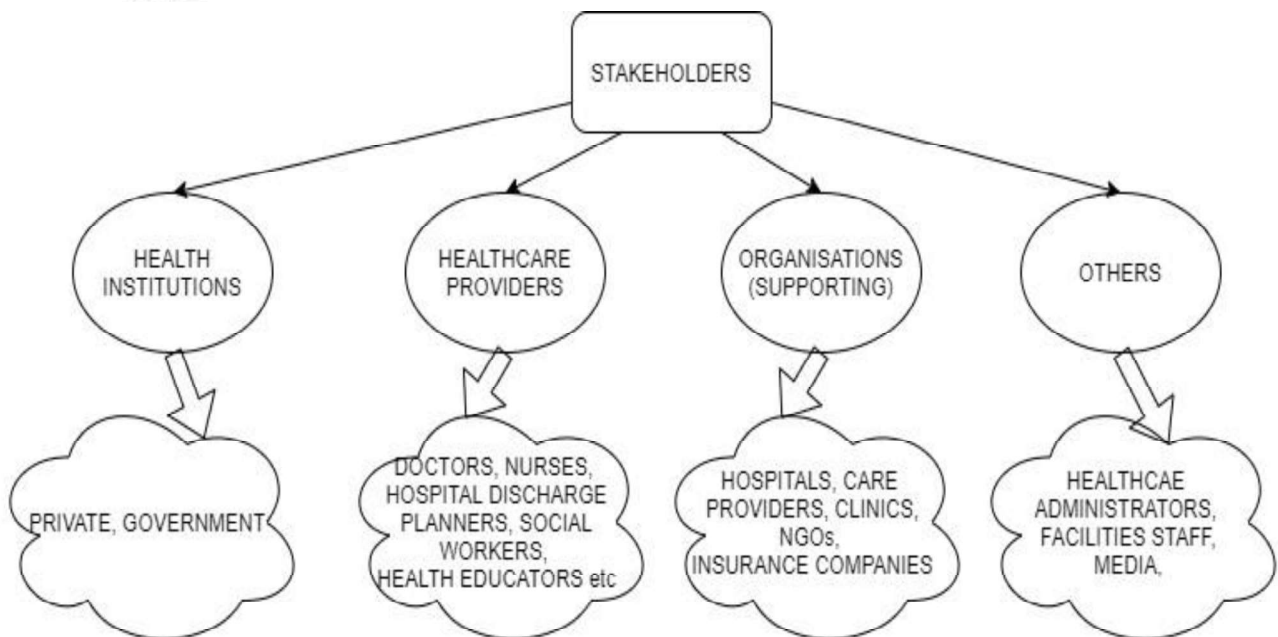 STAKEHOLDERS
HEALTH
INSTITUTIONS
HEALTHCARE
PROVIDERS
ORGANISATIONS
(SUPPORTING)
OTHERS
PRIVATE, GOVERNMENT
DOCTORS, NURSES,
HOSPITAL DISCHARGE
PLANNERS, SOCIAL
WORKERS,
HEALTH EDUCATORS etc
HOSPITALS, CARE
PROVIDERS, CLINICS,
NGOs,
INSURANCE COMPANIES
HEALTHCAE
ADMINISTRATORS,
FACILITIES STAFF,
MEDIA,